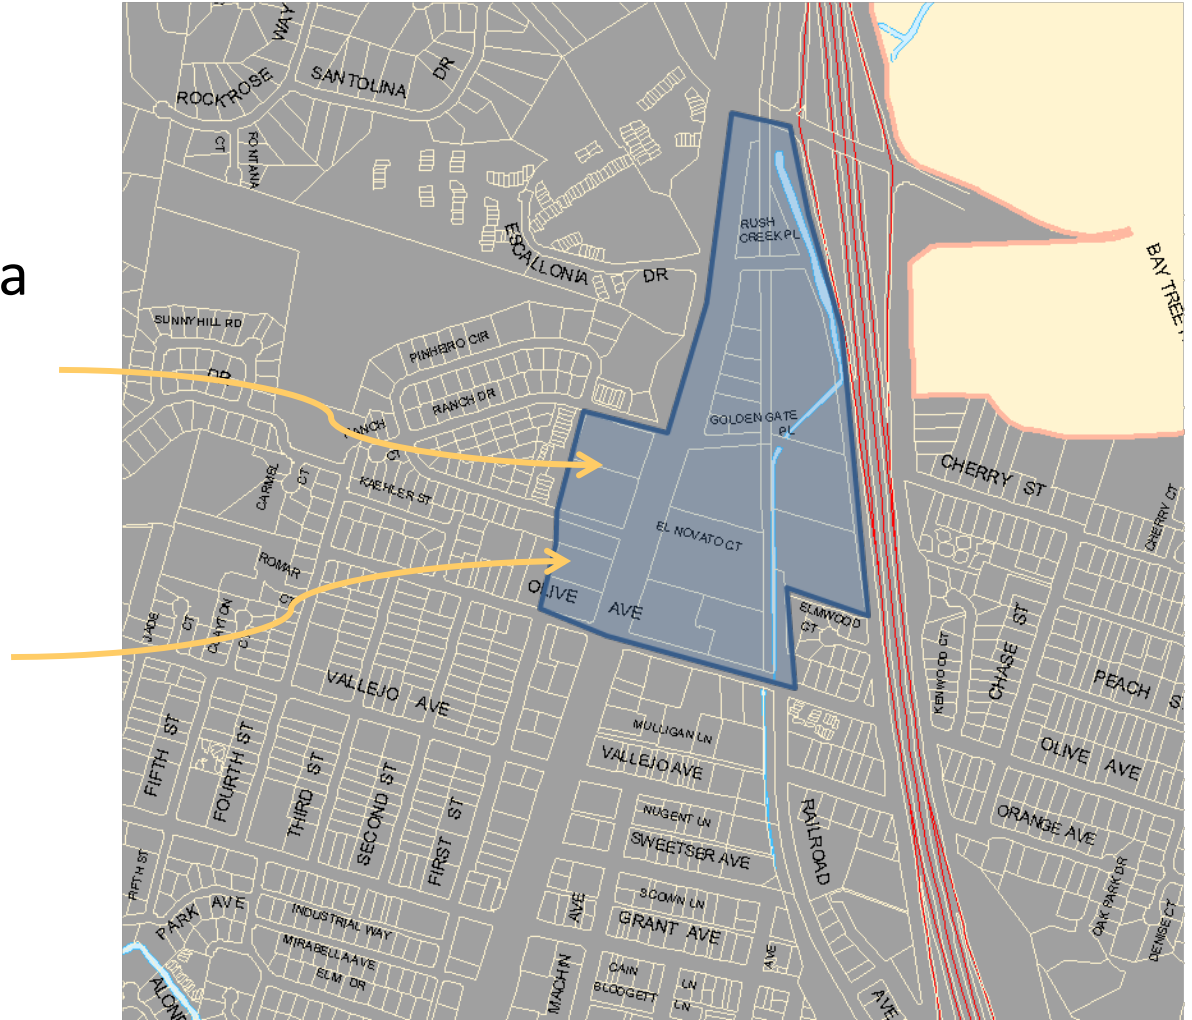 WAY
SANTOLINA
DR
ROCKROSE
CT
FONTANA
RUSH
CREEK PL
ESCALLONIA
DR
BAY TREE
a
SUNNYHILL RD
PINHEIRO CIR
DR
RANCH DR
RANCH
CT
GOLDEN GATE
PL
CARMEL
CT
KAEHLER ST
CHERRY ST
CHERRY CT
EL NOVATO CT
ROMAR
CT
OLIVE AVE
ELMWOOD
CT
JADE
CT
CLAYTON
CT
KENWOOD CT
CHASE ST
VALLEJO AVE
PEACH S
MULLIGAN LN
VALLEJO AVE
OLIVE AVE
FIFTH ST
FOURTH ST
THIRD ST
SECOND ST
FIRST ST
NUGENT LN
SWEETSER AVE
RAILROAD
ORANGE AVE
FIFTH ST
PARK AVE
INDUSTRIAL WAY
AVE
SCOWN LN
GRANT AVE
AVE
OAK PARK DR
DENISE CT
MIRABELLA AVE
ELM DR
MACHIN
CAIN
LN
BLODGETT
LN
AVE